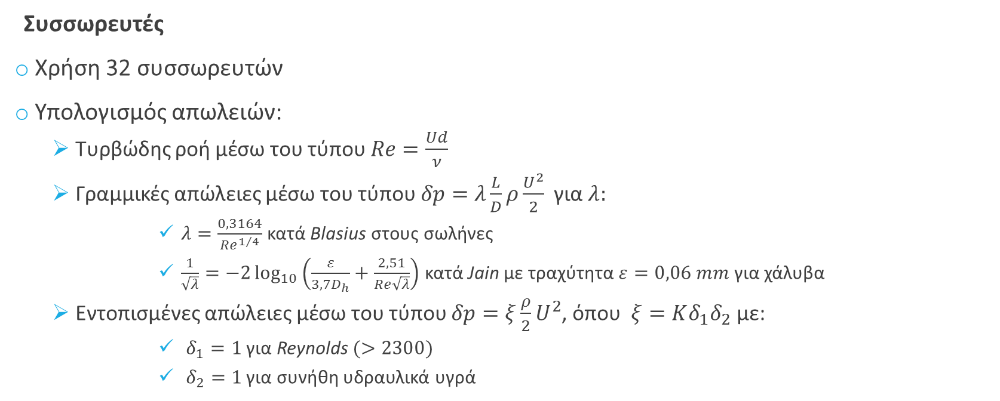 Συσσωρευτές
Χρήση 32 συσσωρευτών
Υπολογισμός απωλειών:
Τυρβώδης ροή μέσω του τύπου $Re = \frac{Ud}{\nu}$
Γραμμικές απώλειες μέσω του τύπου $\delta p = \lambda \frac{L}{D} \rho \frac{U^2}{2}$ για $\lambda$:
$\lambda = \frac{0,3164}{Re^{1/4}}$ κατά Blasius στους σωλήνες
$\frac{1}{\sqrt{\lambda}} = -2 \log_{10} \left( \frac{\varepsilon}{3,7D_h} + \frac{2,51}{Re\sqrt{\lambda}} \right)$ κατά Jain με τραχύτητα $\varepsilon = 0,06 \, mm$ για χάλυβα
Εντοπισμένες απώλειες μέσω του τύπου $\delta p = \xi \frac{\rho}{2} U^2$, όπου $\xi = K \delta_1 \delta_2$ με:
$\delta_1 = 1$ για Reynolds (> 2300)
$\delta_2 = 1$ για συνήθη υδραυλικά υγρά